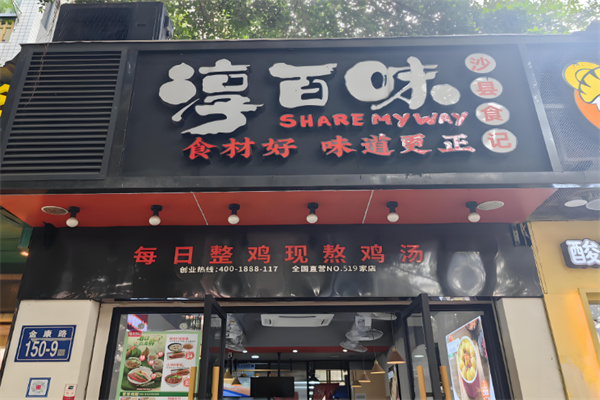 淳百味
沙县食记
SHARE MY WAY
食材好 味道更正
每日整鸡现熬鸡汤
创业热线:400-1888-117 全国直营NO.519家店
金康路
150-9
酸